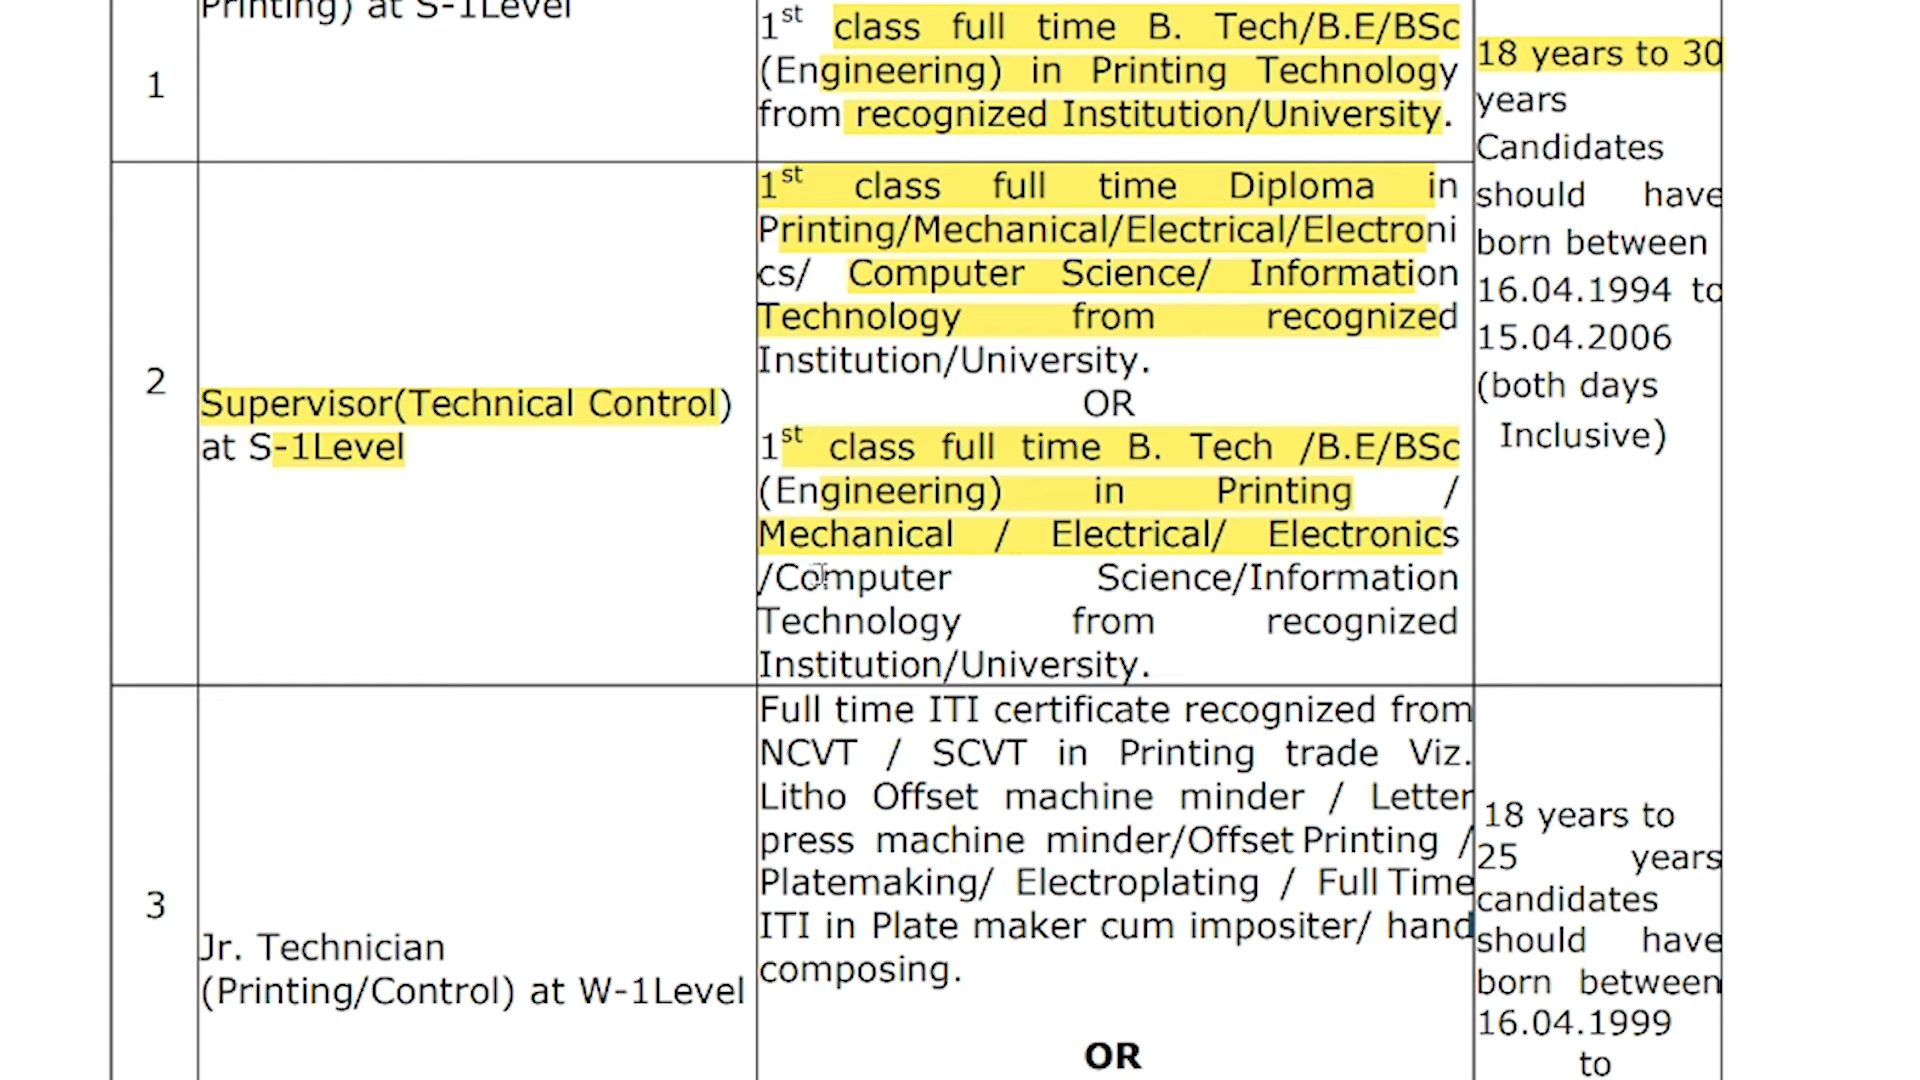 Printing) at S-1Level
1
1st class full time B. Tech/B.E/BSc
(Engineering) in Printing Technology
from recognized Institution/University.
18 years to 30
years
Candidates
should have
born between
16.04.1994 to
15.04.2006
(both days
Inclusive)
2
Supervisor(Technical Control)
at S-1Level
1st class full time Diploma in
Printing/Mechanical/Electrical/Electroni
cs/ Computer Science/ Information
Technology from recognized
Institution/University.
OR
1st class full time B. Tech /B.E/BSc
(Engineering) in Printing /
Mechanical / Electrical/ Electronics
/Computer Science/Information
Technology from recognized
Institution/University.
3
Jr. Technician
(Printing/Control) at W-1Level
Full time ITI certificate recognized from
NCVT / SCVT in Printing trade Viz.
Litho Offset machine minder / Letter
press machine minder/Offset Printing /
Platemaking/ Electroplating / Full Time
ITI in Plate maker cum impositer/ hand
composing.
OR
18 years to
25 years
candidates
should have
born between
16.04.1999
to